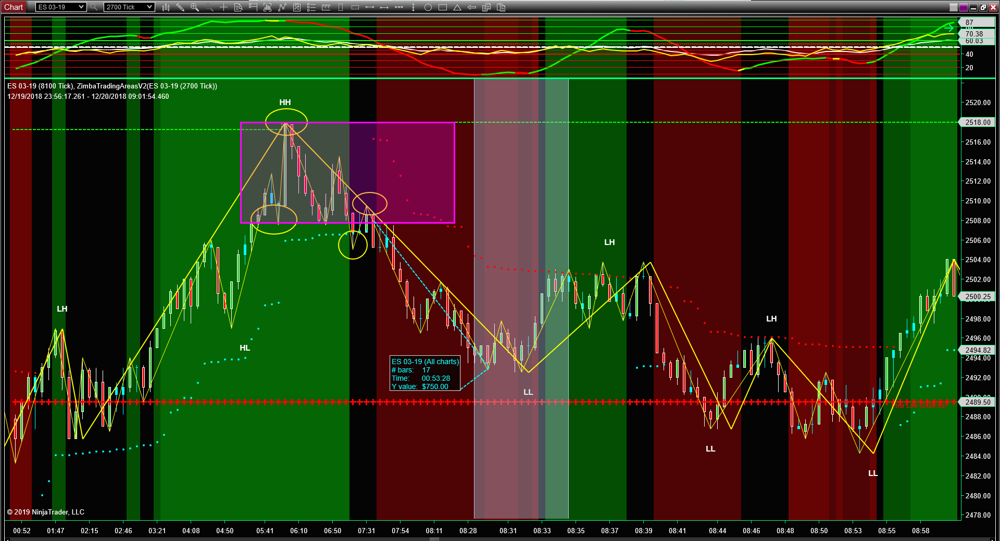 Chart ES 03-19 2700 Tick
87
70.38
60.03
40
20
ES 03-19 (8100 Tick), ZimbaTradingAreasV2(ES 03-19 (2700 Tick))
12/19/2018 23:56:17.261 - 12/20/2018 09:01:54.460
HH
2520.00
2518.00
2516.00
2514.00
2512.00
2510.00
2508.00
2506.00
2504.00
2502.00
2500.25
2498.00
2496.00
2494.82
2494.00
2492.00
2489.50
2488.00
2486.00
2484.00
2482.00
2480.00
2478.00
LH
LH
LH
HL
ES 03-19 (All charts)
# bars: 17
Time: 00:53:28
Y value: $750.00
LL
LL
LL
© 2019 NinjaTrader, LLC
00:52 01:47 02:15 02:46 03:21 04:08 04:50 05:41 06:10 06:50 07:31 07:54 08:11 08:28 08:31 08:33 08:35 08:37 08:39 08:41 08:44 08:46 08:48 08:50 08:53 08:55 08:58